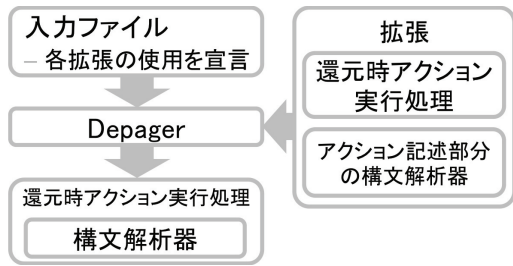 入力ファイル
– 各拡張の使用を宣言
Depager
還元時アクション実行処理
構文解析器
拡張
還元時アクション
実行処理
アクション記述部分
の構文解析器